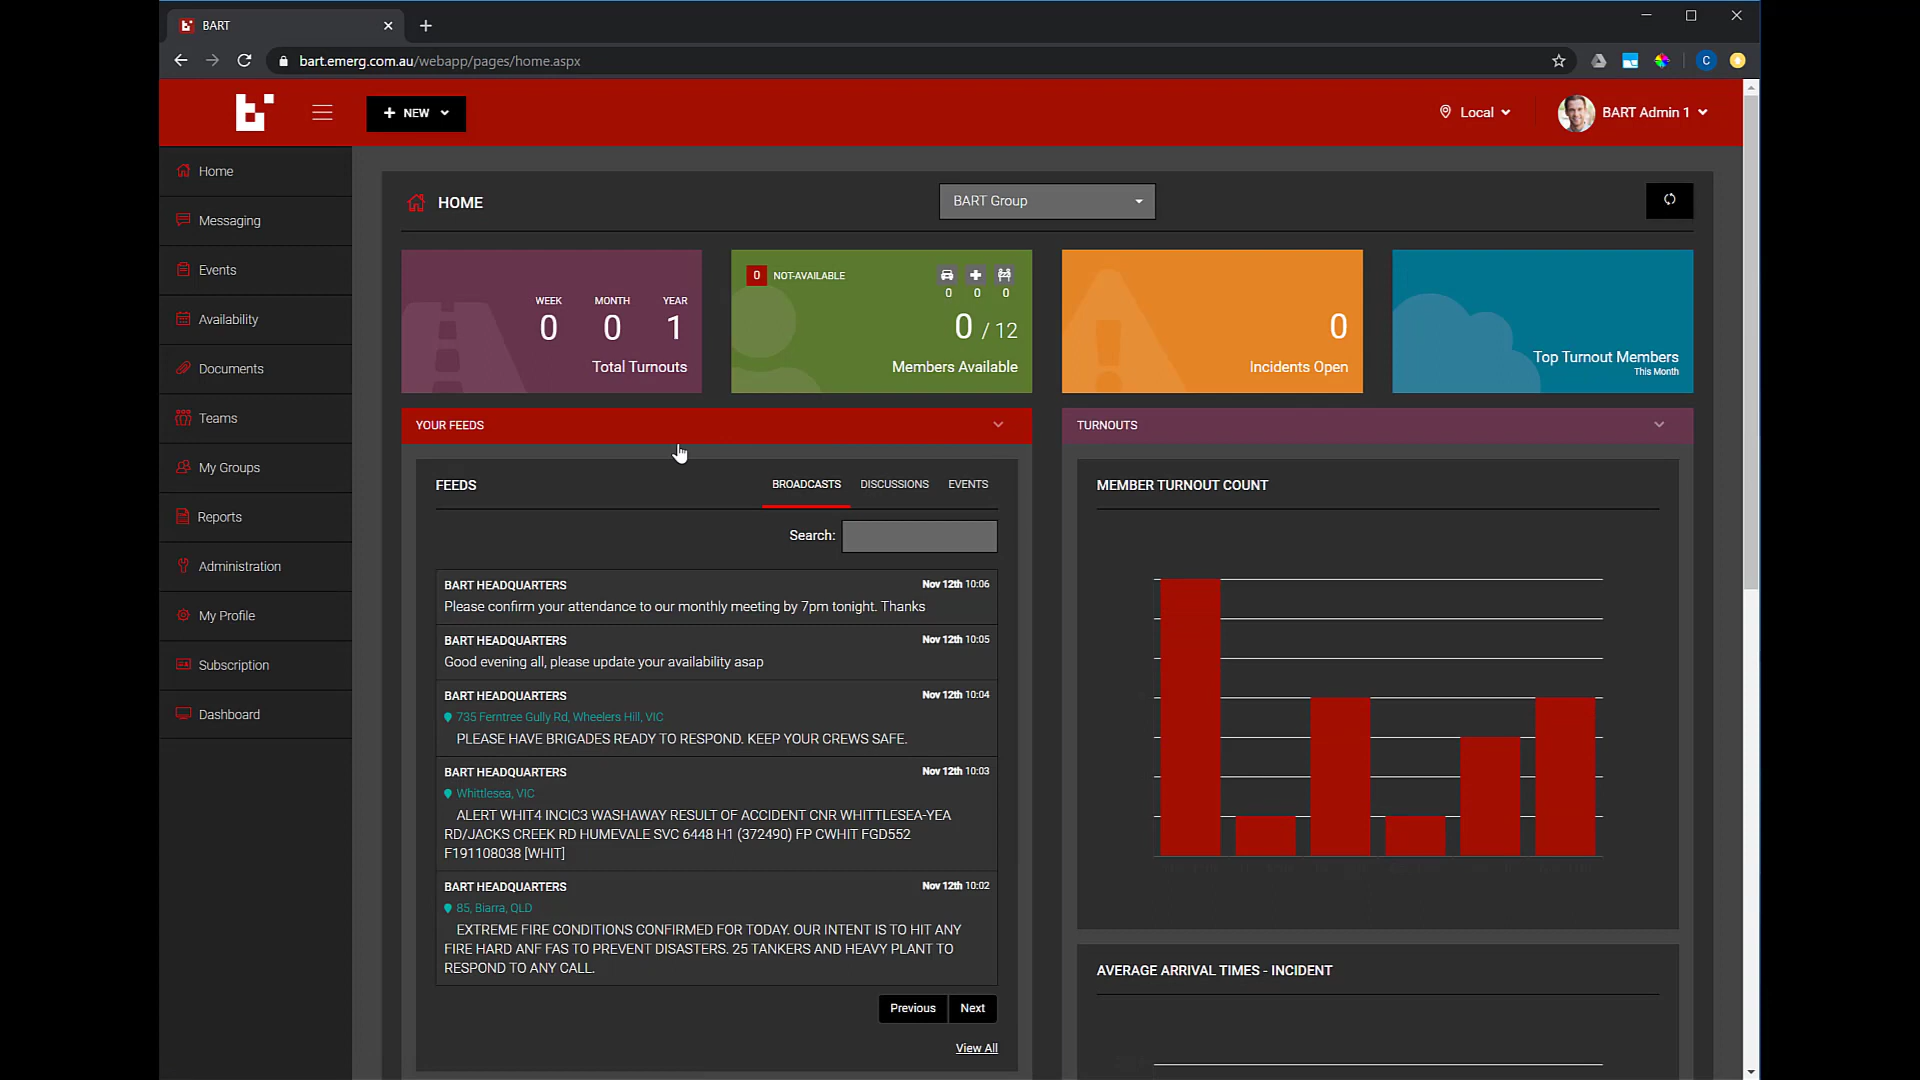 BART
bart.emerg.com.au/webapp/pages/home.aspx
C
NEW
Local
BART Admin 1
Home
Messaging
Events
Availability
Documents
Teams
My Groups
Reports
Administration
My Profile
Subscription
Dashboard
HOME
BART Group
WEEK MONTH YEAR
0 0 1
Total Turnouts
0 NOT-AVAILABLE
0 0 0
0 / 12
Members Available
0
Incidents Open
Top Turnout Members
This Month
YOUR FEEDS
FEEDS BROADCASTS DISCUSSIONS EVENTS
Search:
BART HEADQUARTERS Nov 12th 10:06
Please confirm your attendance to our monthly meeting by 7pm tonight. Thanks
BART HEADQUARTERS Nov 12th 10:05
Good evening all, please update your availability asap
BART HEADQUARTERS Nov 12th 10:04
735 Ferntree Gully Rd, Wheelers Hill, VIC
PLEASE HAVE BRIGADES READY TO RESPOND. KEEP YOUR CREWS SAFE.
BART HEADQUARTERS Nov 12th 10:03
Whittlesea, VIC
ALERT WHIT4 INCIC3 WASHAWAY RESULT OF ACCIDENT CNR WHITTLESEA-YEA
RD/JACKS CREEK RD HUMEVALE SVC 6448 H1 (372490) FP CWHIT FGD552
F191108038 [WHIT]
BART HEADQUARTERS Nov 12th 10:02
85, Biarra, QLD
EXTREME FIRE CONDITIONS CONFIRMED FOR TODAY. OUR INTENT IS TO HIT ANY
FIRE HARD ANF FAS TO PREVENT DISASTERS. 25 TANKERS AND HEAVY PLANT TO
RESPOND TO ANY CALL.
Previous Next
View All
TURNOUTS
MEMBER TURNOUT COUNT
AVERAGE ARRIVAL TIMES - INCIDENT